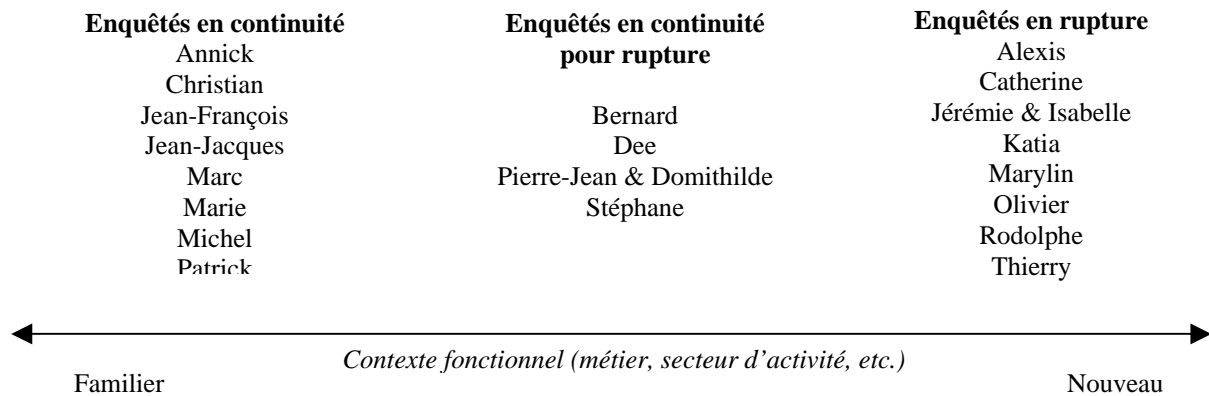 Enquêtés en continuité
Annick
Christian
Jean-François
Jean-Jacques
Marc
Marie
Michel
Patrick
Enquêtés en continuité
pour rupture
Bernard
Dee
Pierre-Jean & Domithilde
Stéphane
Enquêtés en rupture
Alexis
Catherine
Jérémie & Isabelle
Katia
Marylin
Olivier
Rodolphe
Thierry
Contexte fonctionnel (métier, secteur d’activité, etc.)
Familier
Nouveau